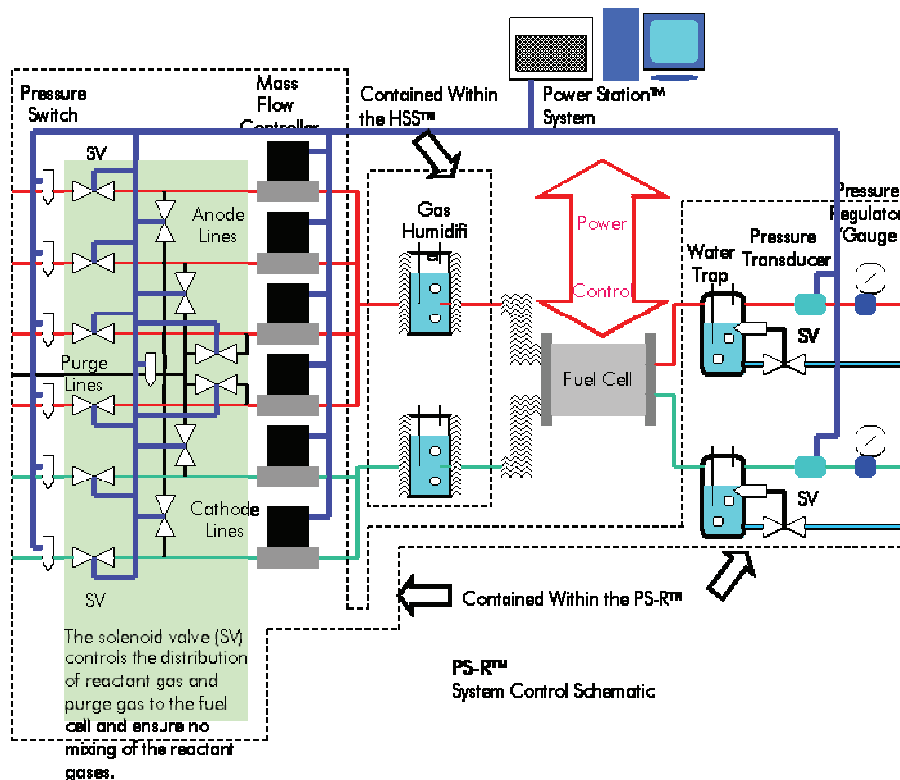 Pressure
Switch
Mass
Flow
Controller
Contained Within
the HSS™
Power Station™
System
SV
Anode
Lines
Gas
Humidifi
Power
Control
Water
Trap
Pressure
Transducer
Pressure
Regulator
/Gauge
SV
Purge
Lines
Fuel Cell
Cathode
Lines
SV
SV
Contained Within the PS-R™
The solenoid valve (SV)
controls the distribution
of reactant gas and
purge gas to the fuel
cell and ensure no
mixing of the reactant
gases.
PS-R™
System Control Schematic